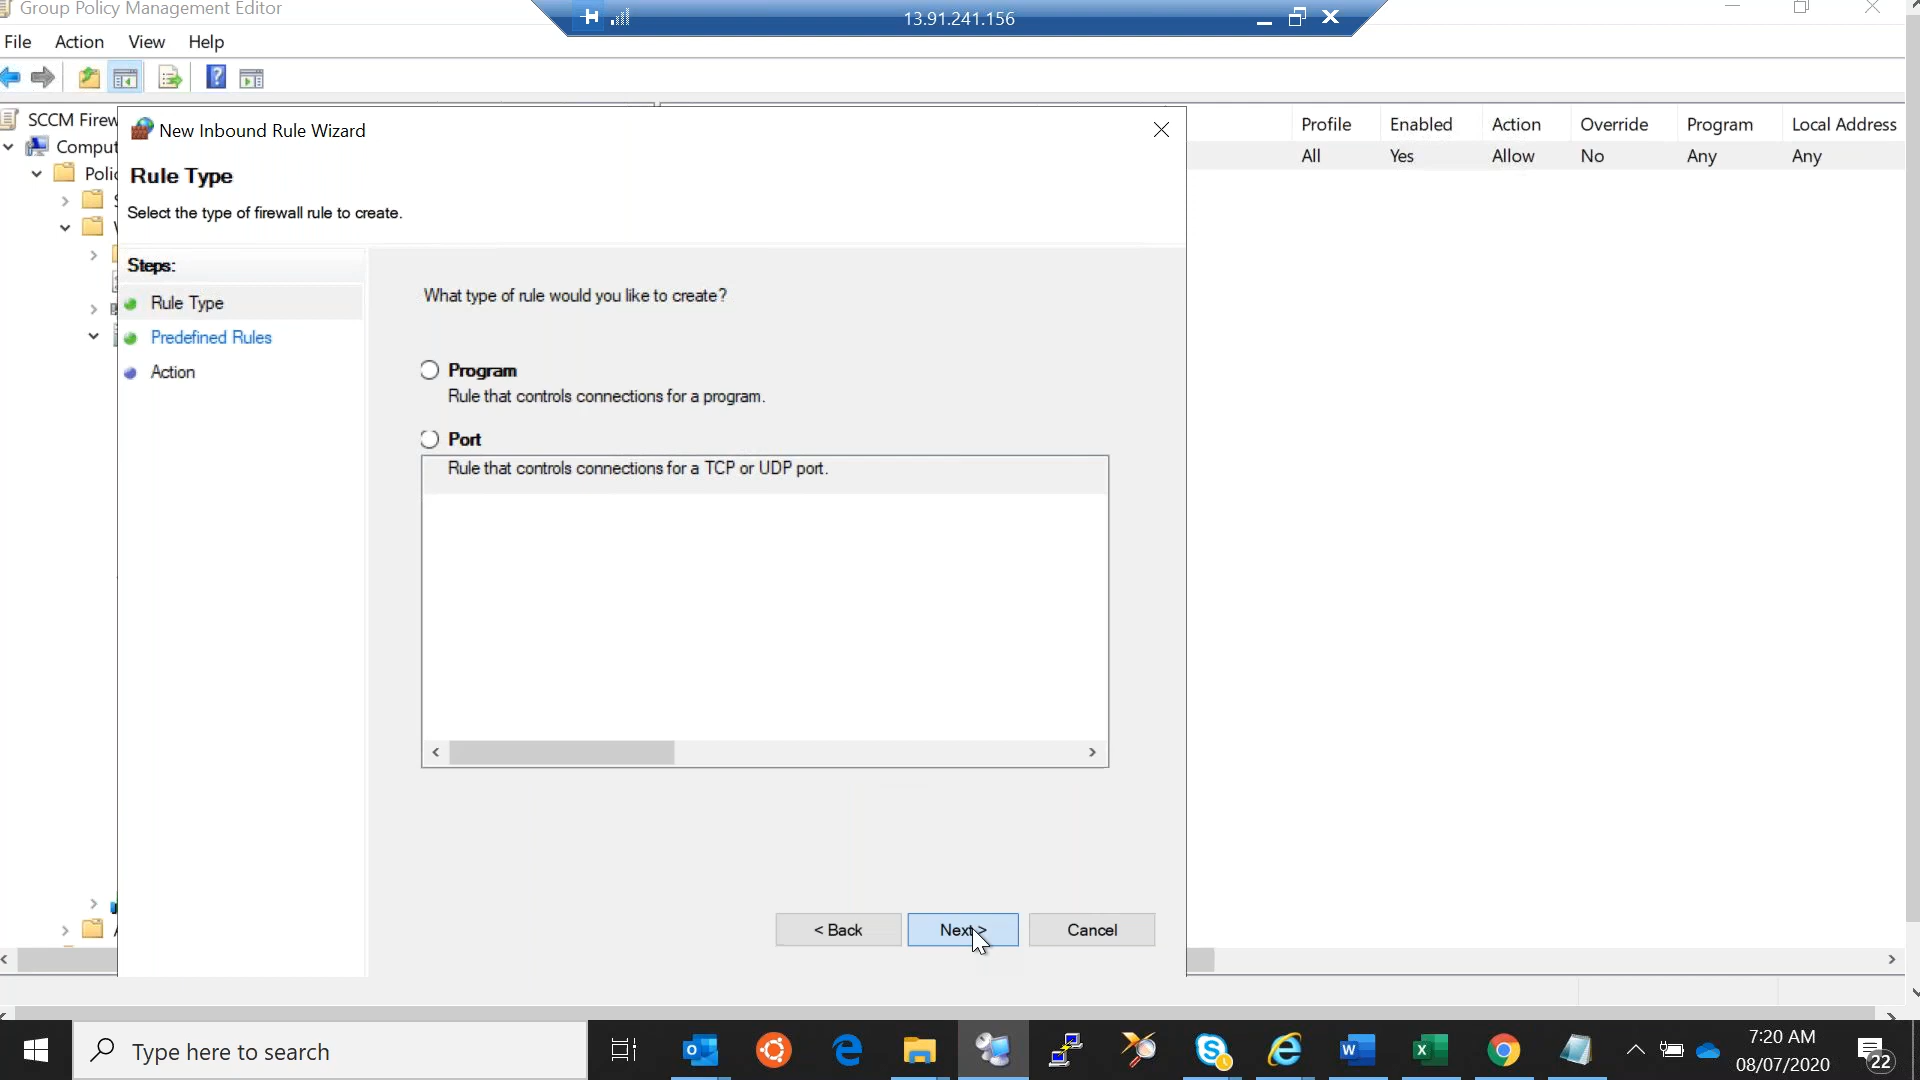 Group Policy Management Editor
13.91.241.156
File Action View Help
SCCM Firew
Comput
Polic
New Inbound Rule Wizard
Rule Type
Select the type of firewall rule to create.
Steps:
Rule Type
Predefined Rules
Action
What type of rule would you like to create?
Program
Rule that controls connections for a program.
Port
Rule that controls connections for a TCP or UDP port.
< Back
Next >
Cancel
Profile Enabled Action Override Program Local Address
All Yes Allow No Any Any
Type here to search
7:20 AM
08/07/2020
22